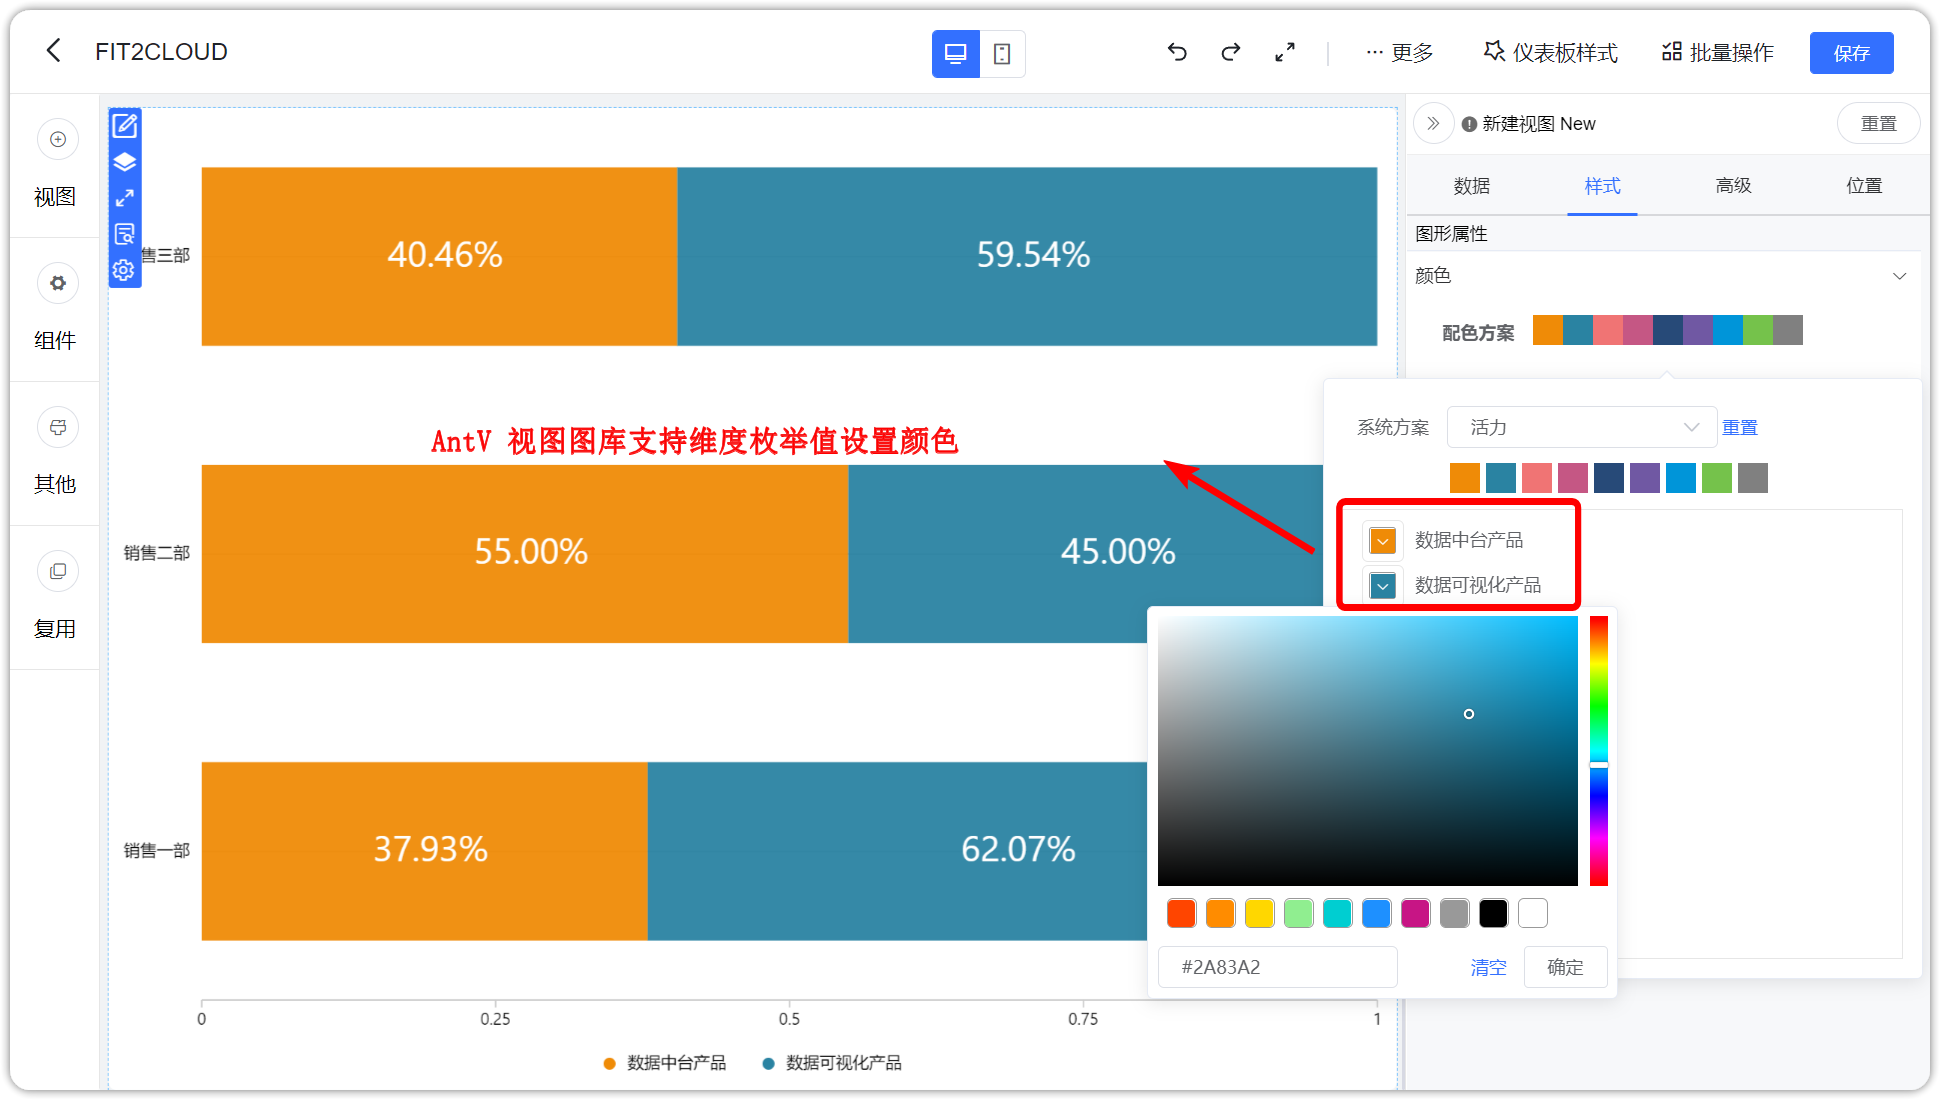 FIT2CLOUD
更多
仪表板样式
批量操作
保存
视图
组件
其他
复用
新建视图 New
重置
数据
样式
高级
位置
图形属性
颜色
配色方案
系统方案
活力
重置
数据中台产品
数据可视化产品
#2A83A2
清空
确定
AntV 视图图库支持维度枚举值设置颜色
售三部
40.46%
59.54%
销售二部
55.00%
45.00%
销售一部
37.93%
62.07%
0
0.25
0.5
0.75
1
数据中台产品
数据可视化产品